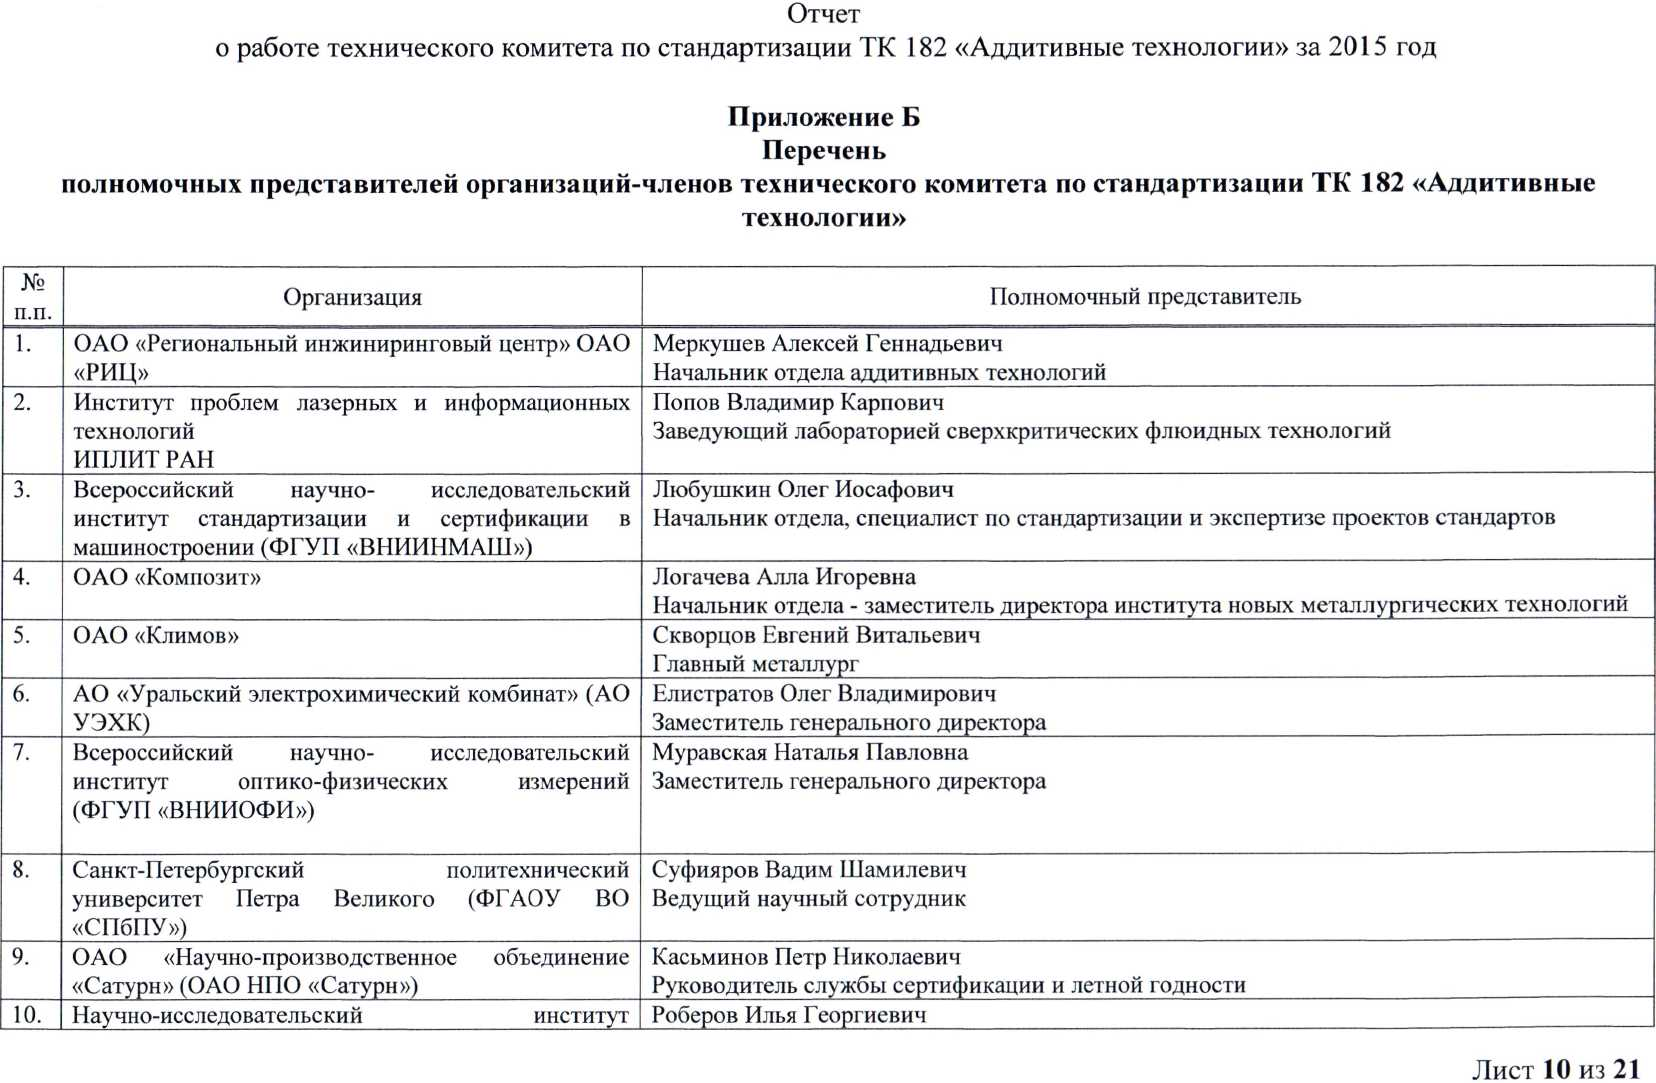 Отчет
о работе технического комитета по стандартизации ТК 182 «Аддитивные технологии» за 2015 год
Приложение Б
Перечень
полномочных представителей организаций-членов технического комитета по стандартизации ТК 182 «Аддитивные
технологии»
№
п.п.
Организация
Полномочный представитель
1.
ОАО «Региональный инжиниринговый центр» ОАО
«РИЦ»
Меркушев Алексей Геннадьевич
Начальник отдела аддитивных технологий
2.
Институт проблем лазерных и информационных
технологий
ИПЛИТ РАН
Попов Владимир Карпович
Заведующий лабораторией сверхкритических флюидных технологий
3.
Всероссийский научно- исследовательский
институт стандартизации и сертификации в
машиностроении (ФГУП «ВНИИНМАШ»)
Любушкин Олег Иосафович
Начальник отдела, специалист по стандартизации и экспертизе проектов стандартов
4.
ОАО «Композит»
Логачева Алла Игоревна
Начальник отдела - заместитель директора института новых металлургических технологий
5.
ОАО «Климов»
Скворцов Евгений Витальевич
Главный металлург
6.
АО «Уральский электрохимический комбинат» (АО
УЭХК)
Елистратов Олег Владимирович
Заместитель генерального директора
7.
Всероссийский научно- исследовательский
институт оптико-физических измерений
(ФГУП «ВНИИОФИ»)
Муравская Наталья Павловна
Заместитель генерального директора
8.
Санкт-Петербургский политехнический
университет Петра Великого (ФГАОУ ВО
«СПбПУ»)
Суфияров Вадим Шамилевич
Ведущий научный сотрудник
9.
ОАО «Научно-производственное объединение
«Сатурн» (ОАО НПО «Сатурн»)
Касьминов Петр Николаевич
Руководитель службы сертификации и летной годности
10.
Научно-исследовательский институт
Роберов Илья Георгиевич
Лист 10 из 21